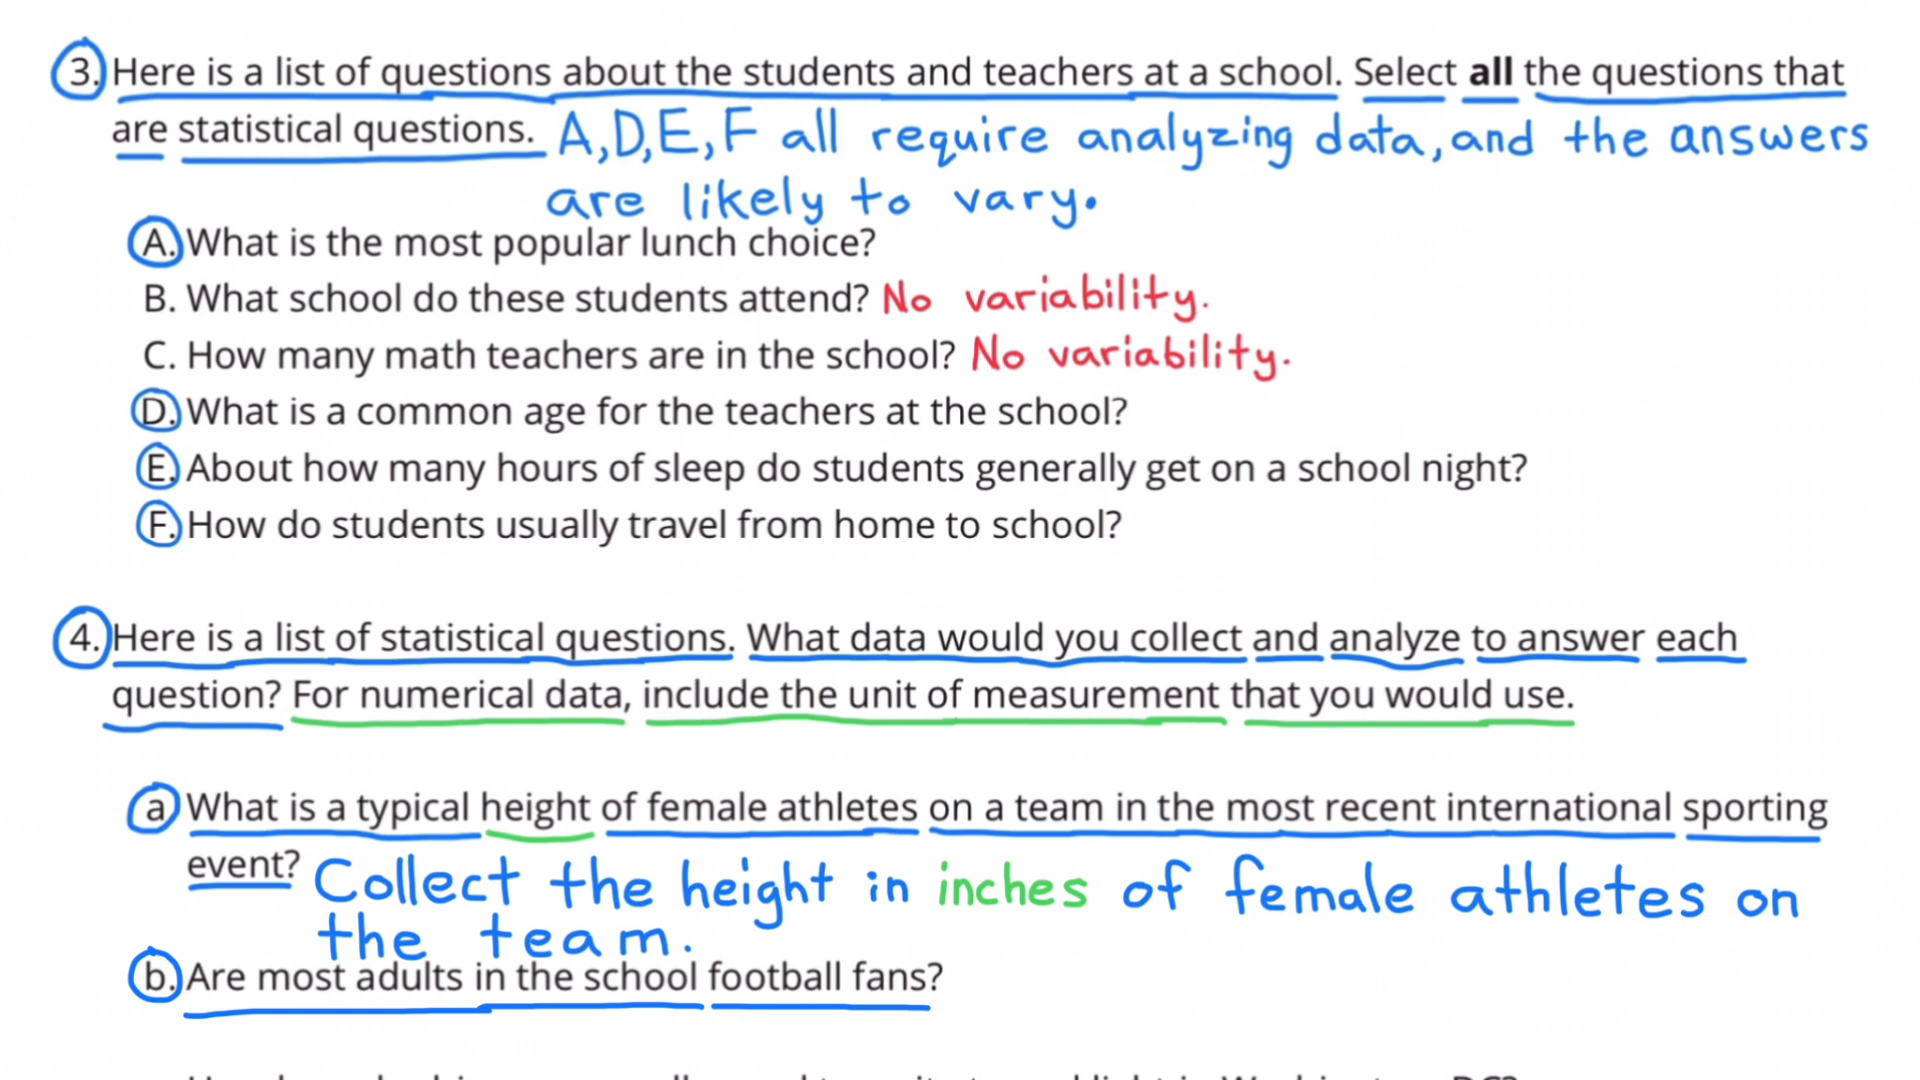 3. Here is a list of questions about the students and teachers at a school. Select all the questions that
are statistical questions. A, D, E, F all require analyzing data, and the answers
are likely to vary.
A. What is the most popular lunch choice?
B. What school do these students attend? No variability.
C. How many math teachers are in the school? No variability.
D. What is a common age for the teachers at the school?
E. About how many hours of sleep do students generally get on a school night?
F. How do students usually travel from home to school?
4. Here is a list of statistical questions. What data would you collect and analyze to answer each
question? For numerical data, include the unit of measurement that you would use.
a What is a typical height of female athletes on a team in the most recent international sporting
event? Collect the height in inches of female athletes on
the team.
b. Are most adults in the school football fans?